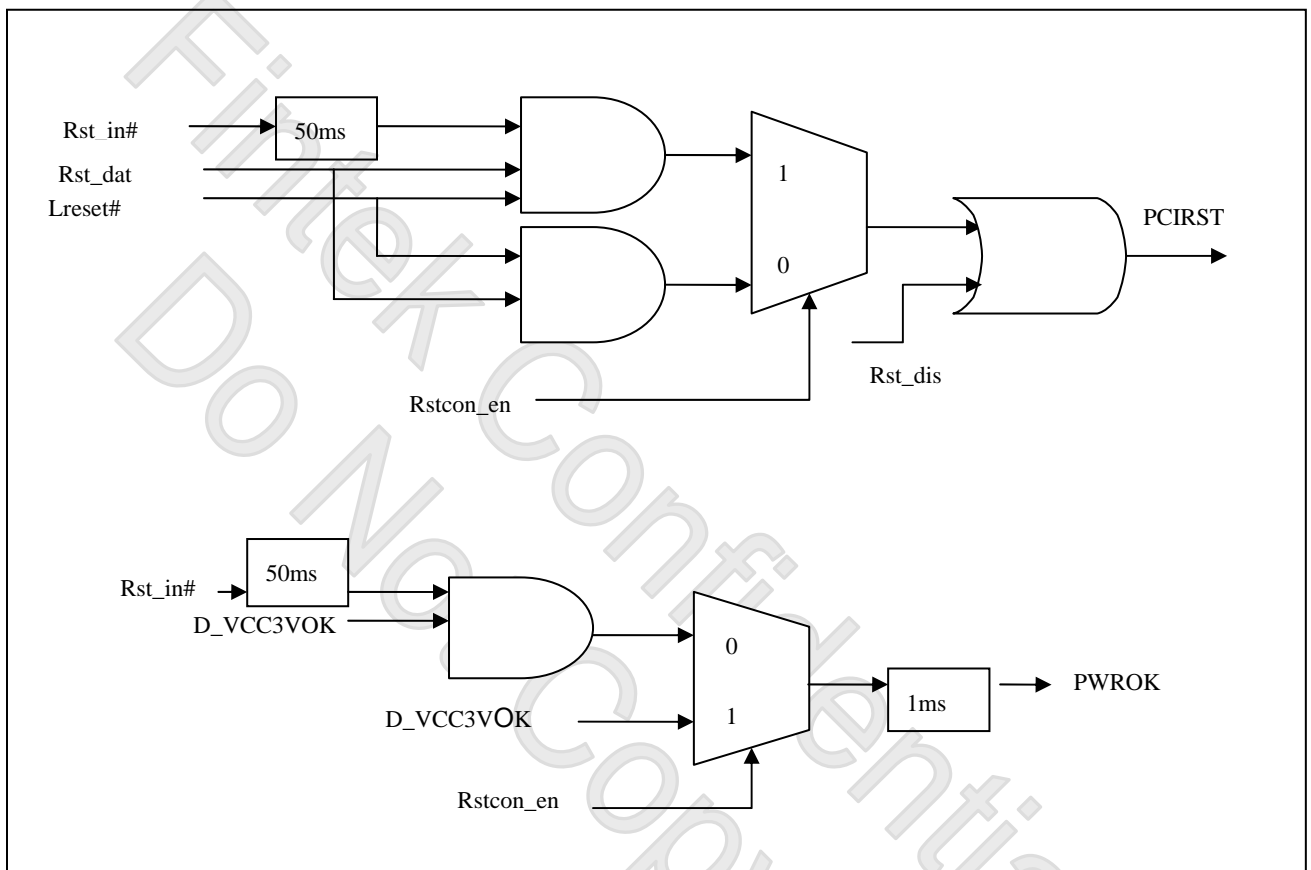 Rst_in#
50ms
Rst_dat
Lreset#
1
0
PCIRST
Rst_dis
Rstcon_en
Rst_in#
50ms
D_VCC3VOK
0
D_VCC3VOK
1
1ms
PWROK
Rstcon_en
Fintek Confidential
Do Not Copy